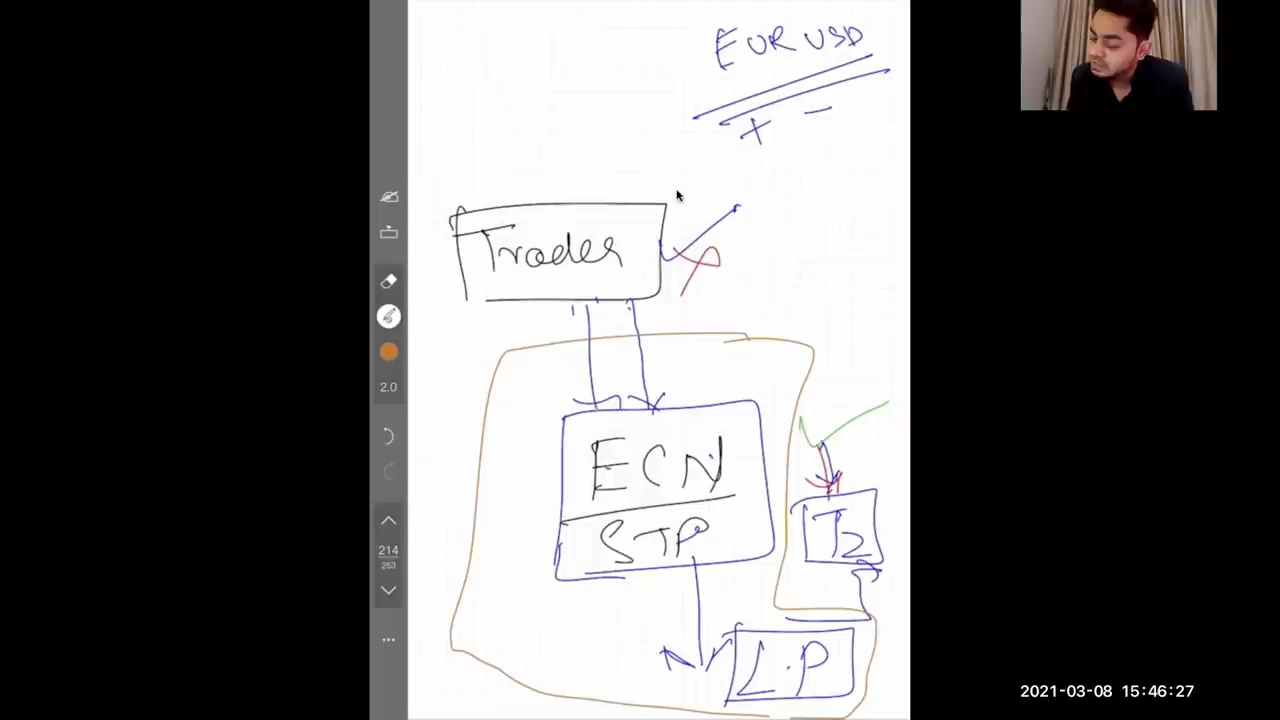 EUR USD
+ -
Trader
ECN
STP
T2
L.P
2.0
214
253
2021-03-08 15:46:27